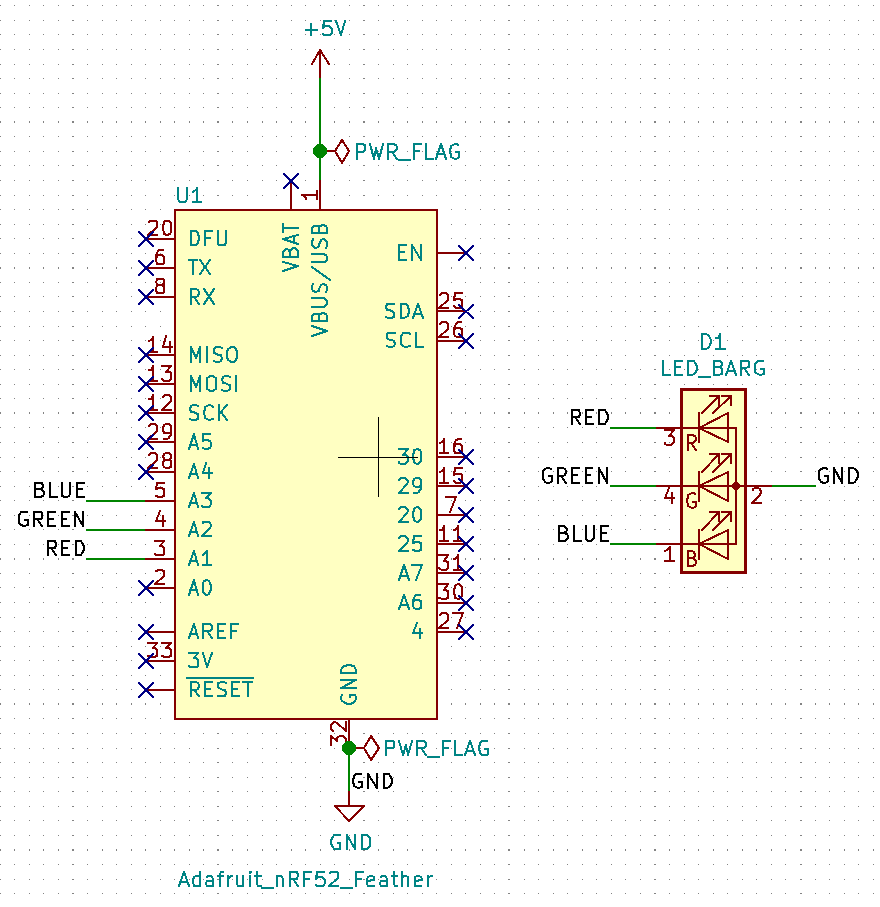 +5V
PWR_FLAG
U1
1
VBAT
VBUS/USB
20 DFU
6 TX
8 RX
EN
SDA 25
SCL 26
14 MISO
13 MOSI
12 SCK
29 A5
28 A4
BLUE 5 A3
GREEN 4 A2
RED 3 A1
2 A0
AREF
33 3V
RESET
30 16
29 15
20 7
25 11
A7 31
A6 30
4 27
GND
32
PWR_FLAG
GND
GND
Adafruit_nRF52_Feather
D1
LED_BARG
RED 3 R
GREEN 4 G 2 GND
BLUE 1 B